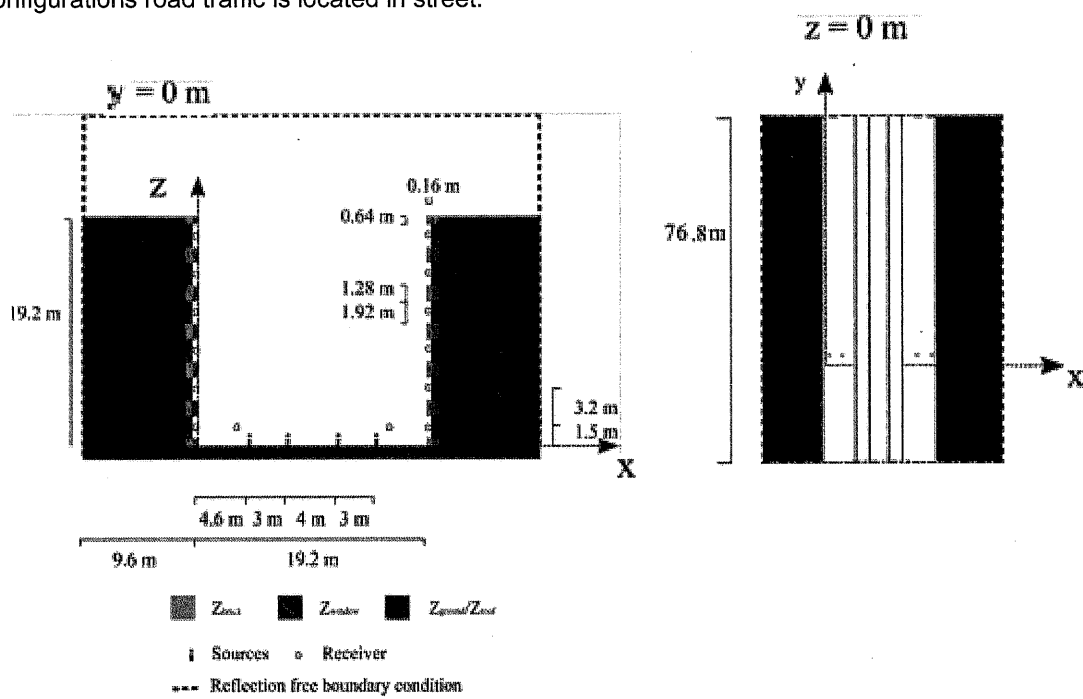 onfigurations road traffic is located in street.
z = 0 m
y = 0 m
y
Z
0.16 m
0.64 m
76.8m
1.28 m
1.92 m
19.2 m
X
3.2 m
1.5 m
X
4.6 m 3 m 4 m 3 m
9.6 m 19.2 m
Sources Receiver
Reflection free boundary condition